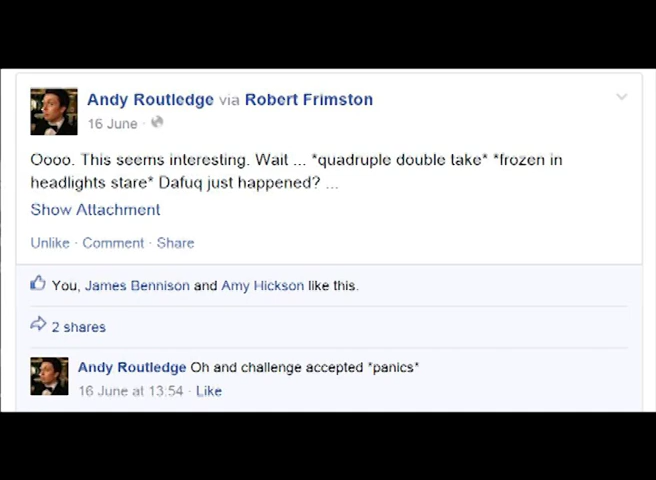 Andy Routledge via Robert Frimston
16 June ·
Oooo. This seems interesting. Wait ... *quadruple double take* *frozen in
headlights stare* Dafuq just happened? ...
Show Attachment
Unlike · Comment · Share
You, James Bennison and Amy Hickson like this.
2 shares
Andy Routledge Oh and challenge accepted *panics*
16 June at 13:54 · Like